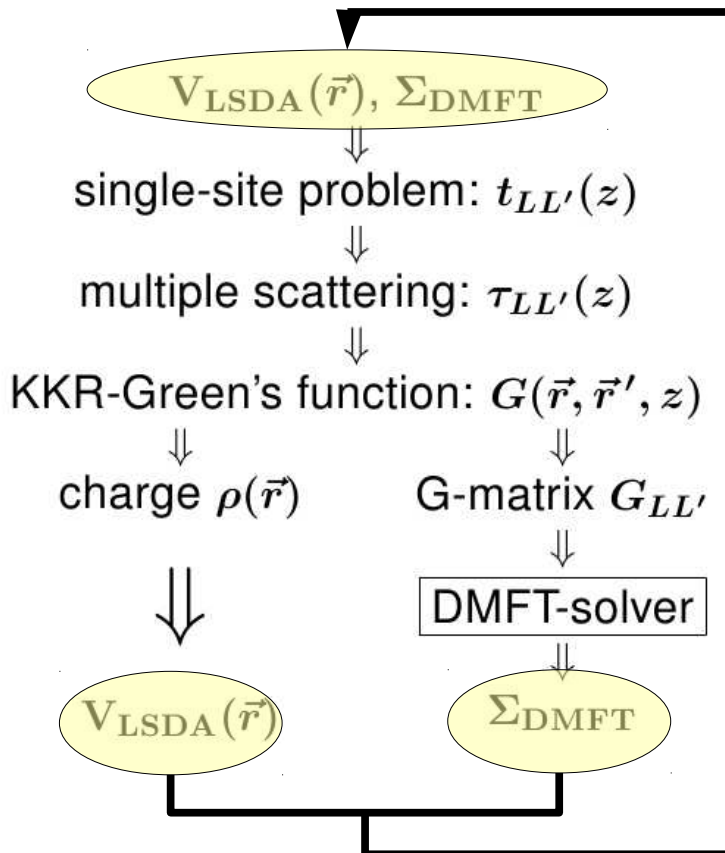 V_LSDA(r⃗), Σ_DMFT
⇓
single-site problem: t_LL′(z)
⇓
multiple scattering: τ_LL′(z)
⇓
KKR-Green's function: G(r⃗, r⃗ ′, z)
⇓ ⇓
charge ρ(r⃗) G-matrix G_LL′
⇓ ⇓
DMFT-solver
⇓
V_LSDA(r⃗) Σ_DMFT